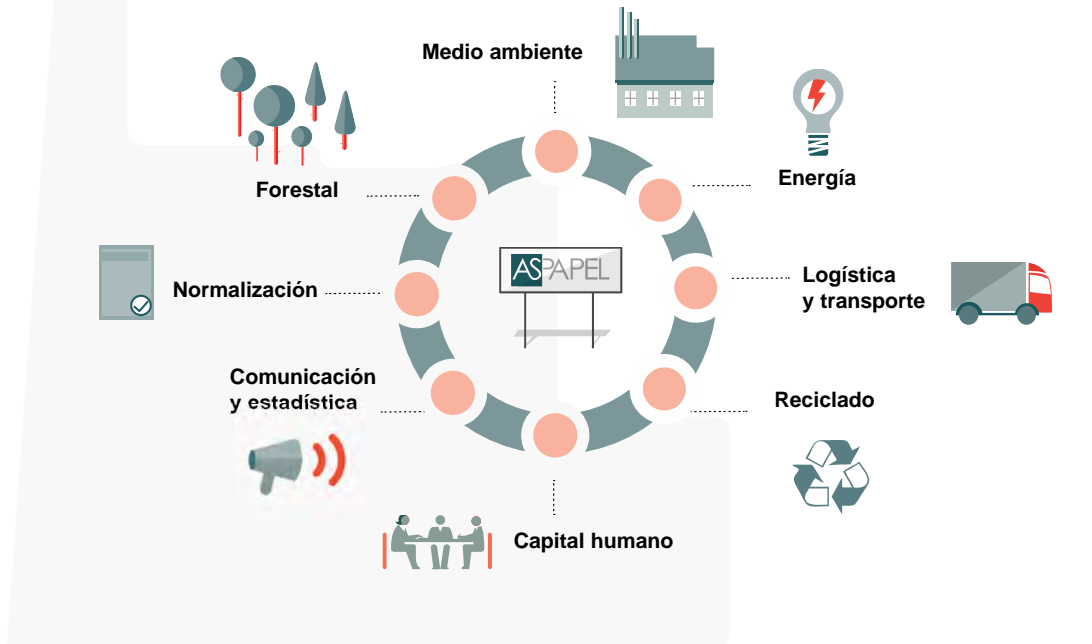 Medio ambiente
Forestal
Energía
ASPAPEL
Normalización
Logística
y transporte
Comunicación
y estadística
Reciclado
Capital humano